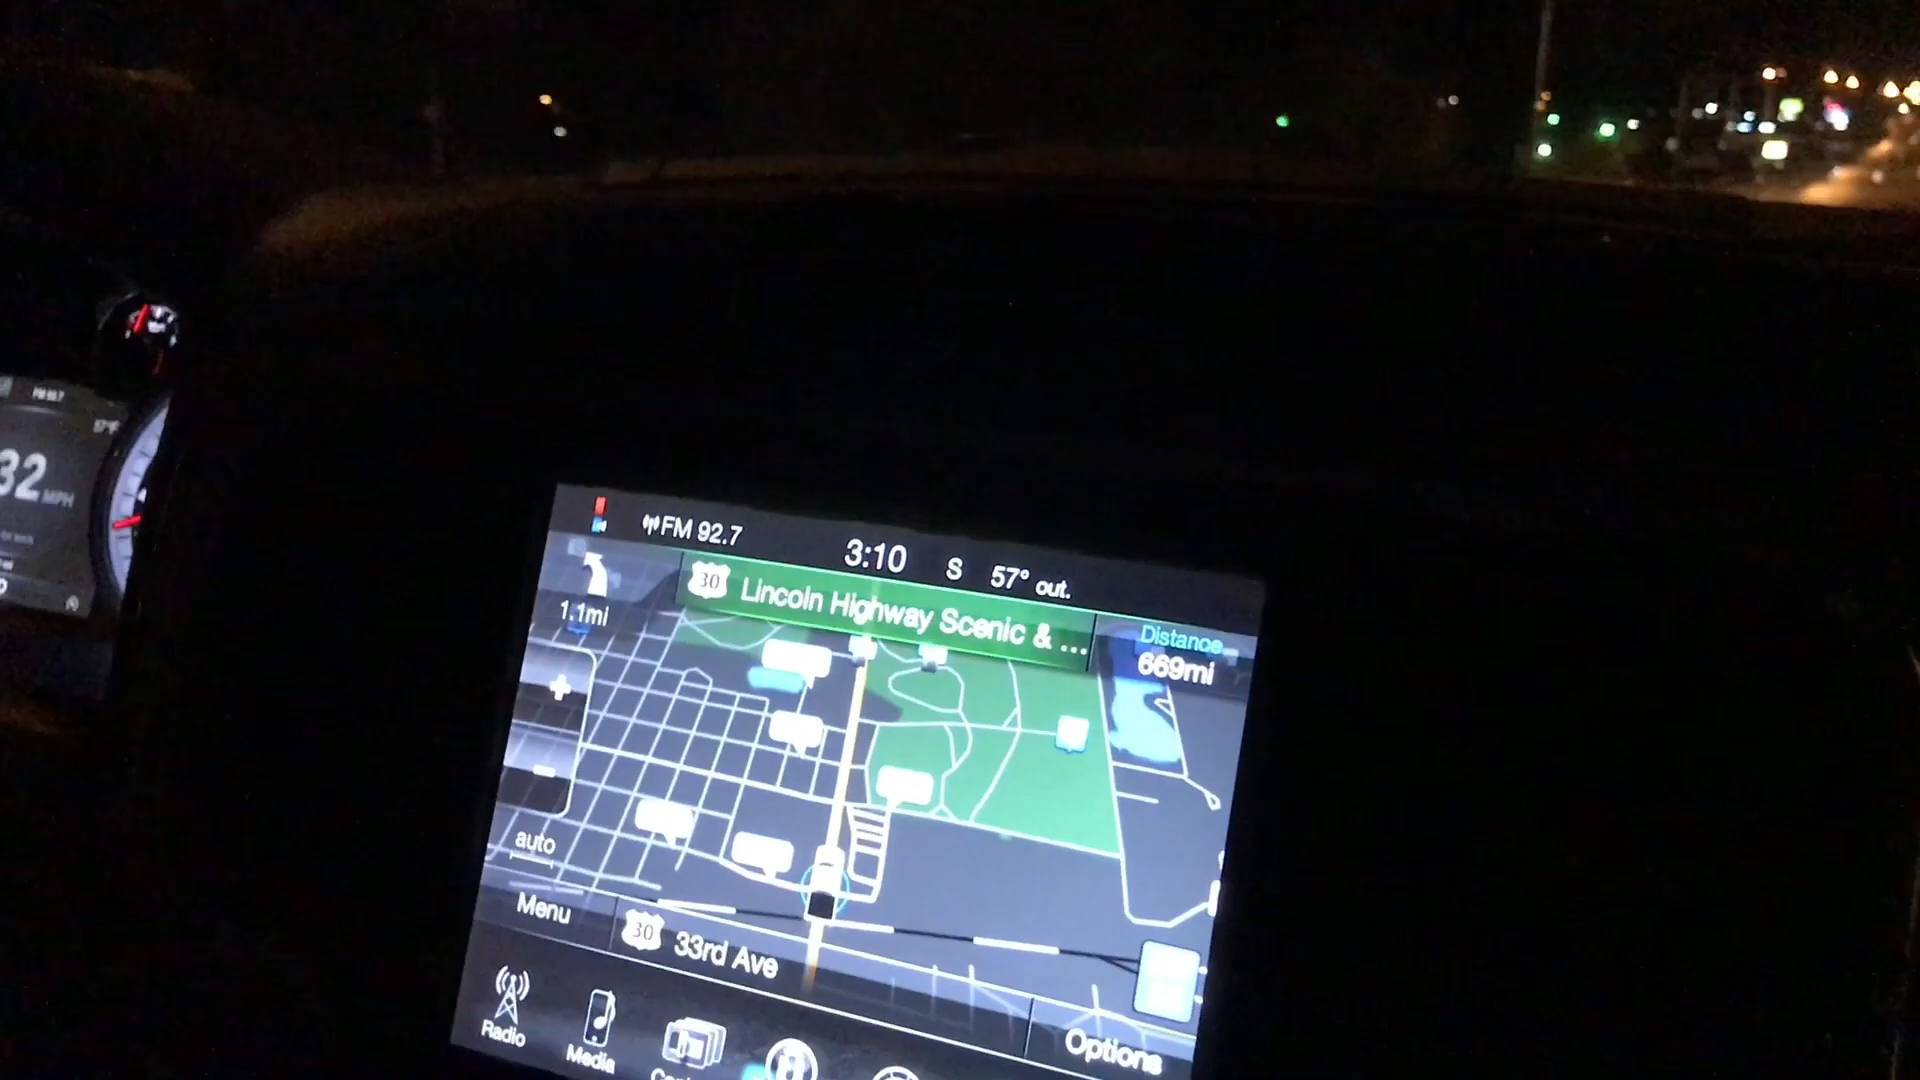 FM 92.7
3:10
S
57° out.
30 Lincoln Highway Scenic & ...
1.1mi
Distance
669mi
32 MPH
auto
Menu
30 33rd Ave
Options
Radio
Media